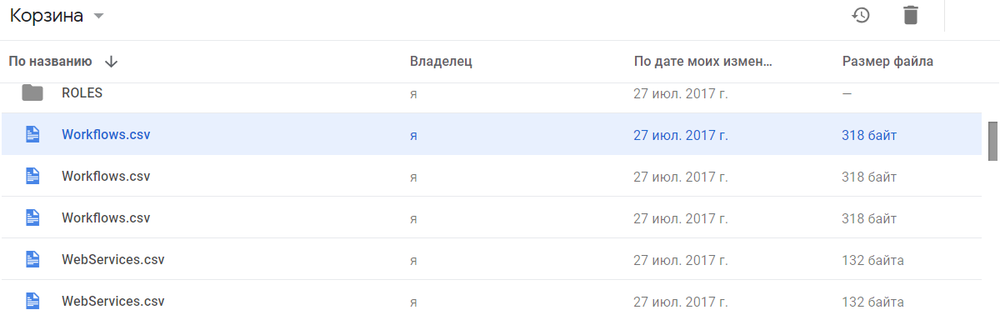 Корзина
По названию Владелец По дате моих измен... Размер файла
ROLES я 27 июл. 2017 г. —
Workflows.csv я 27 июл. 2017 г. 318 байт
Workflows.csv я 27 июл. 2017 г. 318 байт
Workflows.csv я 27 июл. 2017 г. 318 байт
WebServices.csv я 27 июл. 2017 г. 132 байта
WebServices.csv я 27 июл. 2017 г. 132 байта